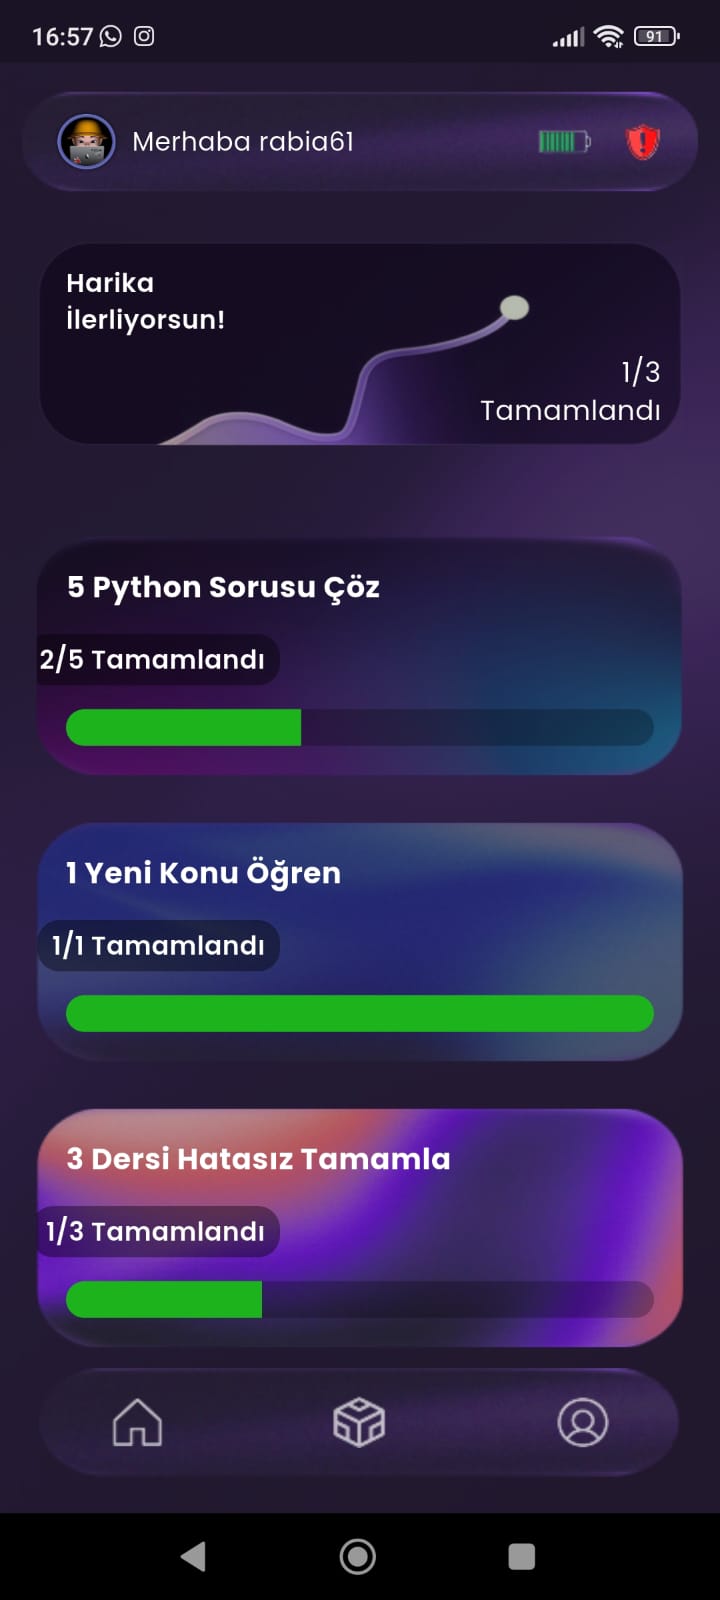 16:57
91
Merhaba rabia61
Harika
İlerliyorsun!
1/3
Tamamlandı
5 Python Sorusu Çöz
2/5 Tamamlandı
1 Yeni Konu Öğren
1/1 Tamamlandı
3 Dersi Hatasız Tamamla
1/3 Tamamlandı